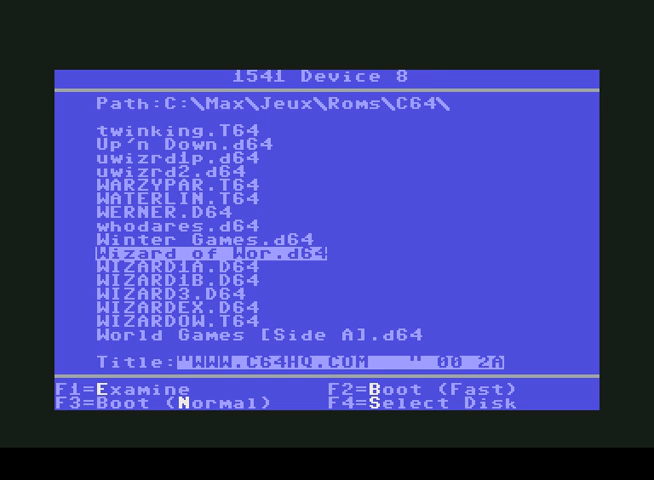 1541 Device 8
Path:C:\Max\Jeux\Roms\C64\
twinking.T64
Up'n Down.d64
uwizrd1p.d64
uwizrd2.d64
WARZYPAR.T64
WATERLIN.T64
WERNER.D64
whodares.d64
Winter Games.d64
Wizard of Wor.d64
WIZARD1A.D64
WIZARD1B.D64
WIZARD3.D64
WIZARDEX.D64
WIZARDOW.T64
World Games [Side A].d64
Title:"WWW.C64HQ.COM   " 00 2A
F1=Examine F2=Boot (Fast)
F3=Boot (Normal) F4=Select Disk